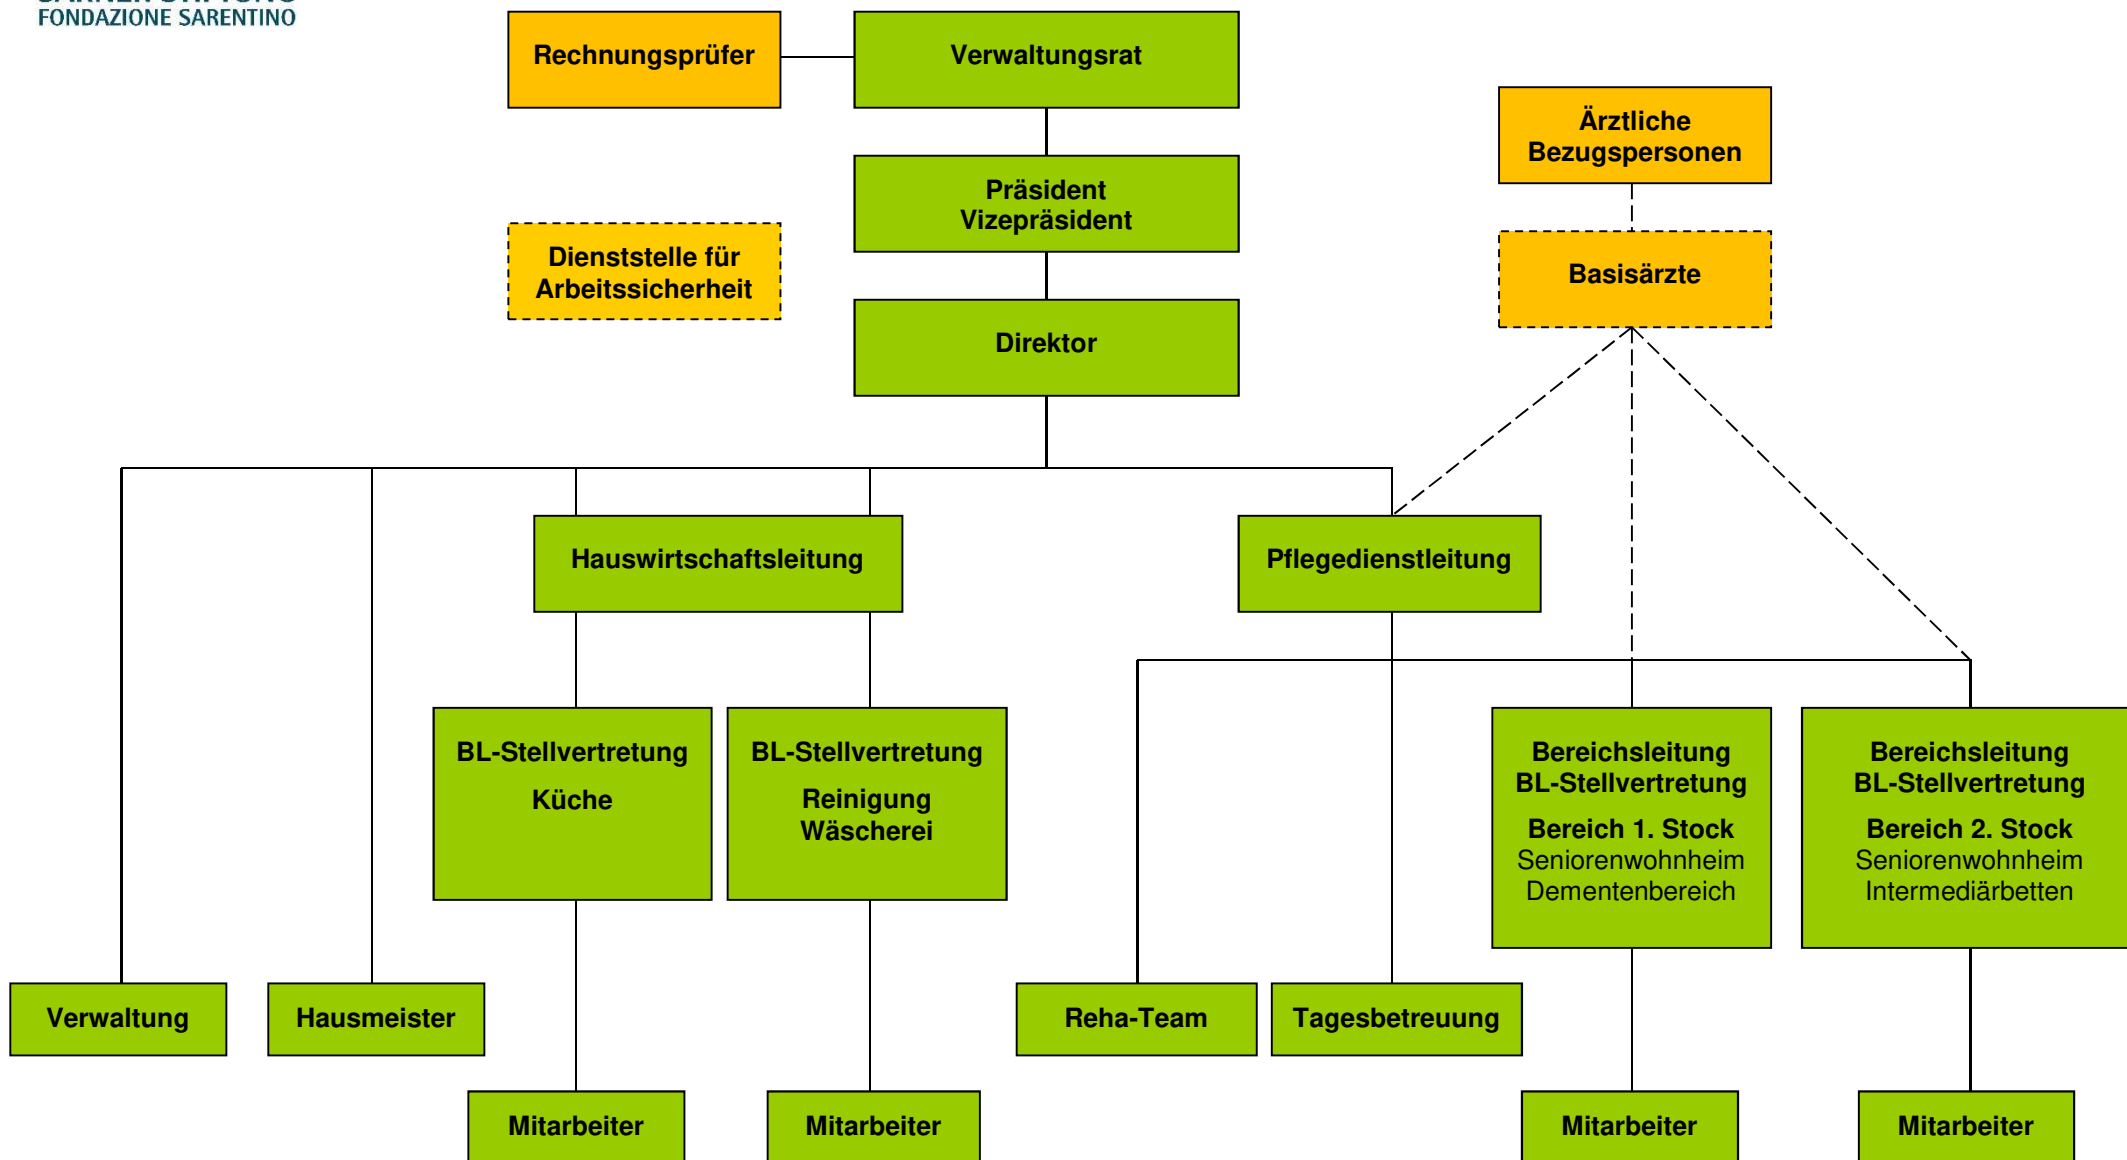 FONDAZIONE SARENTINO
Rechnungsprüfer
Verwaltungsrat
Ärztliche
Bezugspersonen
Präsident
Vizepräsident
Dienststelle für
Arbeitssicherheit
Basisärzte
Direktor
Hauswirtschaftsleitung
Pflegedienstleitung
BL-Stellvertretung
Küche
BL-Stellvertretung
Reinigung
Wäscherei
Bereichsleitung
BL-Stellvertretung
Bereich 1. Stock
Seniorenwohnheim
Dementenbereich
Bereichsleitung
BL-Stellvertretung
Bereich 2. Stock
Seniorenwohnheim
Intermediärbetten
Verwaltung
Hausmeister
Reha-Team
Tagesbetreuung
Mitarbeiter
Mitarbeiter
Mitarbeiter
Mitarbeiter